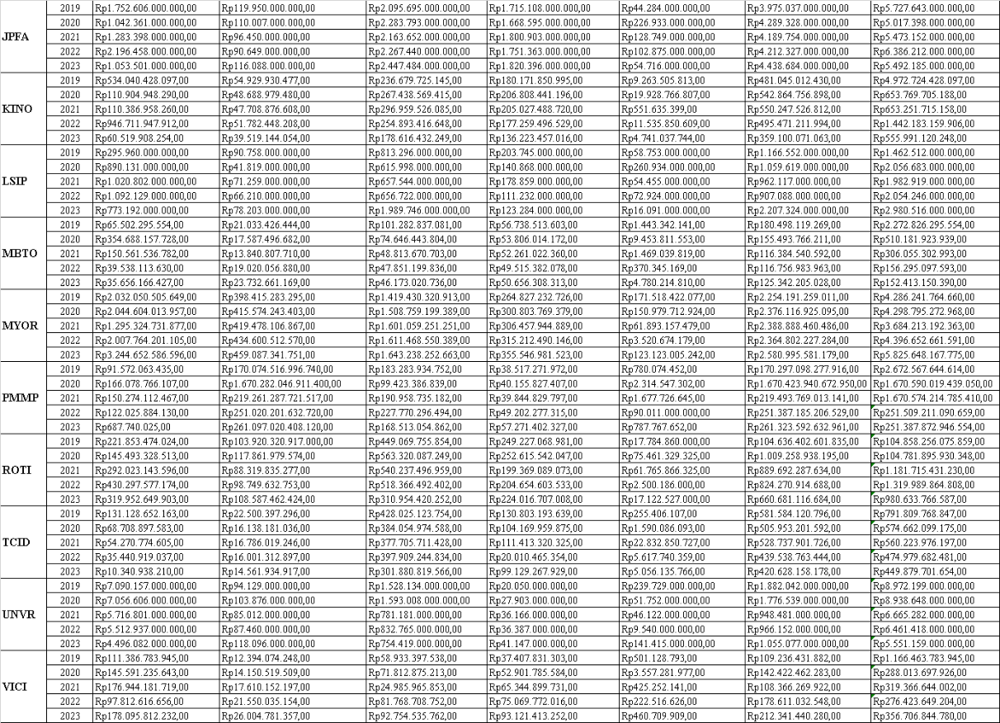 2019 Rp1.752.606.000.000,00 Rp119.950.000.000,00 Rp2.095.695.000.000,00 Rp1.715.108.000.000,00 Rp44.284.000.000,00 Rp3.975.037.000.000,00 Rp5.727.643.000.000,00
2020 Rp1.042.361.000.000,00 Rp110.007.000.000,00 Rp2.283.793.000.000,00 Rp1.668.595.000.000,00 Rp226.933.000.000,00 Rp4.289.328.000.000,00 Rp5.017.398.000.000,00
JPFA 2021 Rp1.283.398.000.000,00 Rp96.450.000.000,00 Rp2.163.652.000.000,00 Rp1.800.903.000.000,00 Rp128.749.000.000,00 Rp4.189.754.000.000,00 Rp5.473.152.000.000,00
2022 Rp2.196.458.000.000,00 Rp90.649.000.000,00 Rp2.267.440.000.000,00 Rp1.751.363.000.000,00 Rp102.875.000.000,00 Rp4.212.327.000.000,00 Rp6.386.212.000.000,00
2023 Rp1.053.501.000.000,00 Rp116.088.000.000,00 Rp2.447.484.000.000,00 Rp1.820.396.000.000,00 Rp54.716.000.000,00 Rp4.438.684.000.000,00 Rp5.492.185.000.000,00
2019 Rp534.040.428.097,00 Rp54.929.930.477,00 Rp236.679.725.145,00 Rp180.171.850.995,00 Rp9.263.505.813,00 Rp481.045.012.430,00 Rp4.972.724.428.097,00
2020 Rp110.904.948.290,00 Rp48.688.979.480,00 Rp267.438.569.415,00 Rp206.808.441.196,00 Rp19.928.766.807,00 Rp542.864.756.898,00 Rp653.769.705.188,00
KINO 2021 Rp110.386.958.260,00 Rp47.708.876.608,00 Rp296.959.526.085,00 Rp205.027.488.720,00 Rp551.635.399,00 Rp550.247.526.812,00 Rp653.251.715.158,00
2022 Rp946.711.947.912,00 Rp51.782.448.208,00 Rp254.893.416.648,00 Rp177.259.496.529,00 Rp11.535.850.609,00 Rp495.471.211.994,00 Rp1.442.183.159.906,00
2023 Rp60.519.908.254,00 Rp39.519.144.054,00 Rp178.616.432.249,00 Rp136.223.457.016,00 Rp4.741.037.744,00 Rp359.100.071.063,00 Rp555.991.120.248,00
2019 Rp295.960.000.000,00 Rp90.758.000.000,00 Rp813.296.000.000,00 Rp203.745.000.000,00 Rp58.753.000.000,00 Rp1.166.552.000.000,00 Rp1.462.512.000.000,00
2020 Rp890.131.000.000,00 Rp41.819.000.000,00 Rp615.998.000.000,00 Rp140.868.000.000,00 Rp260.934.000.000,00 Rp1.059.619.000.000,00 Rp2.056.683.000.000,00
LSIP 2021 Rp1.020.802.000.000,00 Rp71.259.000.000,00 Rp657.544.000.000,00 Rp178.859.000.000,00 Rp54.455.000.000,00 Rp962.117.000.000,00 Rp1.982.919.000.000,00
2022 Rp1.092.129.000.000,00 Rp66.210.000.000,00 Rp656.722.000.000,00 Rp111.232.000.000,00 Rp72.924.000.000,00 Rp907.088.000.000,00 Rp2.054.246.000.000,00
2023 Rp773.192.000.000,00 Rp78.203.000.000,00 Rp1.989.746.000.000,00 Rp123.284.000.000,00 Rp16.091.000.000,00 Rp2.207.324.000.000,00 Rp2.980.516.000.000,00
2019 Rp65.502.295.554,00 Rp21.033.426.444,00 Rp101.282.837.081,00 Rp56.738.513.603,00 Rp1.443.342.141,00 Rp180.498.119.269,00 Rp2.272.826.295.554,00
2020 Rp354.688.157.728,00 Rp17.587.496.682,00 Rp74.646.443.804,00 Rp53.806.014.172,00 Rp9.453.811.553,00 Rp155.493.766.211,00 Rp510.181.923.939,00
MBTO 2021 Rp150.561.536.782,00 Rp13.840.807.710,00 Rp48.813.670.703,00 Rp52.261.022.360,00 Rp1.469.039.819,00 Rp116.384.540.592,00 Rp306.055.302.993,00
2022 Rp39.538.113.630,00 Rp19.020.056.880,00 Rp47.851.199.836,00 Rp49.515.382.078,00 Rp370.345.169,00 Rp116.756.983.963,00 Rp156.295.097.593,00
2023 Rp35.656.166.427,00 Rp23.732.661.169,00 Rp46.173.020.736,00 Rp50.656.308.313,00 Rp4.780.214.810,00 Rp125.342.205.028,00 Rp152.413.150.390,00
2019 Rp2.032.050.505.649,00 Rp398.415.283.295,00 Rp1.419.430.320.913,00 Rp264.827.232.726,00 Rp171.518.422.077,00 Rp2.254.191.259.011,00 Rp4.286.241.764.660,00
2020 Rp2.044.604.013.957,00 Rp415.574.243.403,00 Rp1.508.759.199.389,00 Rp300.803.769.379,00 Rp150.979.712.924,00 Rp2.376.116.925.095,00 Rp4.298.795.272.968,00
MYOR 2021 Rp1.295.324.731.877,00 Rp419.478.106.867,00 Rp1.601.059.251.251,00 Rp306.457.944.889,00 Rp61.893.157.479,00 Rp2.388.888.460.486,00 Rp3.684.213.192.363,00
2022 Rp2.007.764.201.105,00 Rp434.600.512.570,00 Rp1.611.468.550.389,00 Rp315.212.490.146,00 Rp3.520.674.179,00 Rp2.364.802.227.284,00 Rp4.396.652.661.591,00
2023 Rp3.244.652.586.596,00 Rp459.087.341.751,00 Rp1.643.238.252.663,00 Rp355.546.981.523,00 Rp123.123.005.242,00 Rp2.580.995.581.179,00 Rp5.825.648.167.775,00
2019 Rp91.572.063.435,00 Rp170.074.516.996.740,00 Rp183.283.934.752,00 Rp38.517.271.972,00 Rp780.074.452,00 Rp170.297.098.277.916,00 Rp2.672.567.644.614,00
2020 Rp166.078.766.107,00 Rp1.670.282.046.911.400,00 Rp99.423.386.839,00 Rp40.155.827.407,00 Rp2.314.547.302,00 Rp1.670.423.940.672.950,00 Rp1.670.590.019.439.050,00
PMMP 2021 Rp150.274.112.467,00 Rp219.261.287.721.517,00 Rp190.958.735.182,00 Rp39.844.829.797,00 Rp1.677.726.645,00 Rp219.493.769.013.141,00 Rp1.670.574.214.785.410,00
2022 Rp122.025.884.130,00 Rp251.020.201.632.720,00 Rp227.770.296.494,00 Rp49.202.277.315,00 Rp90.011.000.000,00 Rp251.387.185.206.529,00 Rp251.509.211.090.659,00
2023 Rp687.740.025,00 Rp261.097.020.408.120,00 Rp168.513.054.862,00 Rp57.271.402.327,00 Rp787.767.652,00 Rp261.323.592.632.961,00 Rp251.387.872.946.554,00
2019 Rp221.853.474.024,00 Rp103.920.320.917.000,00 Rp449.069.755.854,00 Rp249.227.068.981,00 Rp17.784.860.000,00 Rp104.636.402.601.835,00 Rp104.858.256.075.859,00
2020 Rp145.493.328.513,00 Rp117.861.979.574,00 Rp563.320.087.249,00 Rp252.615.542.047,00 Rp75.461.329.325,00 Rp1.009.258.938.195,00 Rp104.781.895.930.348,00
ROTI 2021 Rp292.023.143.596,00 Rp88.319.835.277,00 Rp540.237.496.959,00 Rp199.369.089.073,00 Rp61.765.866.325,00 Rp889.692.287.634,00 Rp1.181.715.431.230,00
2022 Rp430.297.577.174,00 Rp98.749.632.753,00 Rp518.366.492.402,00 Rp204.654.603.533,00 Rp2.500.186.000,00 Rp824.270.914.688,00 Rp1.319.989.864.808,00
2023 Rp319.952.649.903,00 Rp108.587.462.424,00 Rp310.954.420.252,00 Rp224.016.707.008,00 Rp17.122.527.000,00 Rp660.681.116.684,00 Rp980.633.766.587,00
2019 Rp131.128.652.163,00 Rp22.500.397.296,00 Rp428.025.123.754,00 Rp130.803.193.639,00 Rp255.406.107,00 Rp581.584.120.796,00 Rp791.809.768.847,00
2020 Rp68.708.897.583,00 Rp16.138.181.036,00 Rp384.054.974.588,00 Rp104.169.959.875,00 Rp1.590.086.093,00 Rp505.953.201.592,00 Rp574.662.099.175,00
TCID 2021 Rp54.270.774.605,00 Rp16.786.019.246,00 Rp377.705.711.428,00 Rp111.413.320.325,00 Rp22.832.850.727,00 Rp528.737.901.726,00 Rp560.223.976.197,00
2022 Rp35.440.919.037,00 Rp16.001.312.897,00 Rp397.909.244.834,00 Rp20.010.465.354,00 Rp5.617.740.359,00 Rp439.538.763.444,00 Rp474.979.682.481,00
2023 Rp10.340.938.210,00 Rp14.561.934.917,00 Rp301.880.819.566,00 Rp99.129.267.929,00 Rp5.056.135.766,00 Rp420.628.158.178,00 Rp449.879.701.654,00
2019 Rp7.090.157.000.000,00 Rp94.129.000.000,00 Rp1.528.134.000.000,00 Rp20.050.000.000,00 Rp239.729.000.000,00 Rp1.882.042.000.000,00 Rp8.972.199.000.000,00
2020 Rp7.056.606.000.000,00 Rp103.876.000.000,00 Rp1.593.008.000.000,00 Rp27.903.000.000,00 Rp51.752.000.000,00 Rp1.776.539.000.000,00 Rp8.938.648.000.000,00
UNVR 2021 Rp5.716.801.000.000,00 Rp85.012.000.000,00 Rp781.181.000.000,00 Rp36.166.000.000,00 Rp46.122.000.000,00 Rp948.481.000.000,00 Rp6.665.282.000.000,00
2022 Rp5.512.937.000.000,00 Rp87.460.000.000,00 Rp832.765.000.000,00 Rp36.387.000.000,00 Rp9.540.000.000,00 Rp966.152.000.000,00 Rp6.461.418.000.000,00
2023 Rp4.496.082.000.000,00 Rp118.096.000.000,00 Rp754.419.000.000,00 Rp41.147.000.000,00 Rp141.415.000.000,00 Rp1.055.077.000.000,00 Rp5.551.159.000.000,00
2019 Rp111.386.783.945,00 Rp12.394.074.248,00 Rp58.933.397.538,00 Rp37.407.831.303,00 Rp501.128.793,00 Rp109.236.431.882,00 Rp1.166.463.783.945,00
2020 Rp145.591.235.643,00 Rp14.150.519.509,00 Rp71.812.875.213,00 Rp52.901.785.584,00 Rp3.557.281.977,00 Rp142.422.462.283,00 Rp288.013.697.926,00
VICI 2021 Rp176.944.181.719,00 Rp17.610.152.197,00 Rp24.985.965.853,00 Rp65.344.899.731,00 Rp425.252.141,00 Rp108.366.269.922,00 Rp319.366.644.002,00
2022 Rp97.812.616.656,00 Rp21.550.035.154,00 Rp81.768.708.752,00 Rp75.069.772.016,00 Rp222.516.626,00 Rp178.611.032.548,00 Rp276.423.649.204,00
2023 Rp178.095.812.232,00 Rp26.004.781.357,00 Rp92.754.535.762,00 Rp93.121.413.252,00 Rp460.709.909,00 Rp212.341.440.280,00 Rp356.706.844.780,00